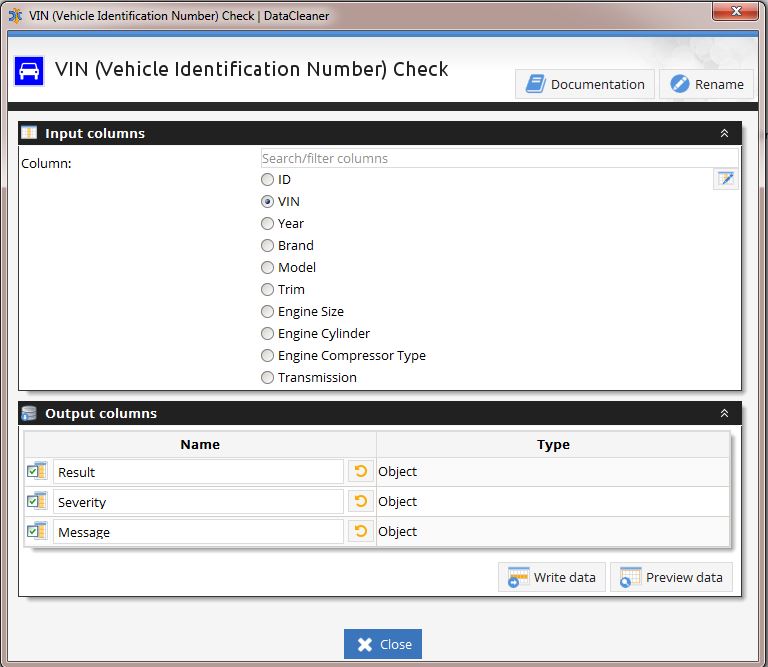 VIN (Vehicle Identification Number) Check | DataCleaner
VIN (Vehicle Identification Number) Check
Documentation
Rename
Input columns
Column:
Search/filter columns
ID
VIN
Year
Brand
Model
Trim
Engine Size
Engine Cylinder
Engine Compressor Type
Transmission
Output columns
Name Type
Result Object
Severity Object
Message Object
Write data
Preview data
Close